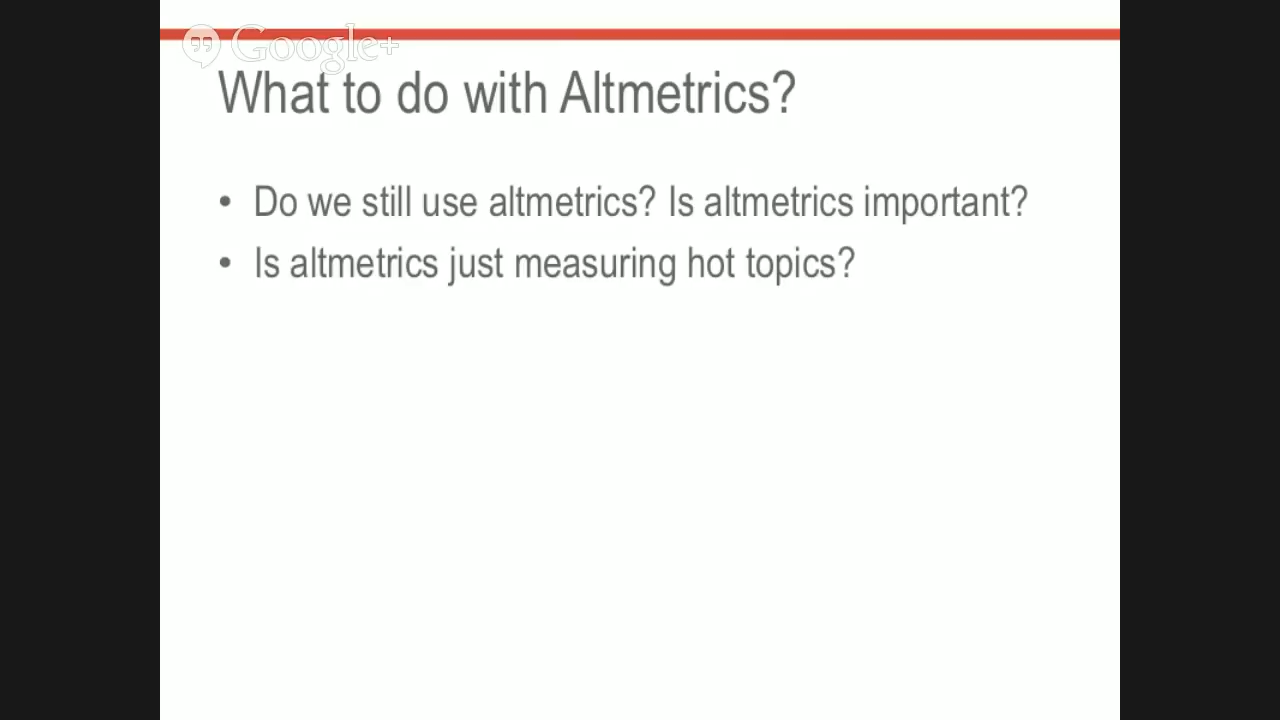 Google+
What to do with Altmetrics?
• Do we still use altmetrics? Is altmetrics important?
• Is altmetrics just measuring hot topics?